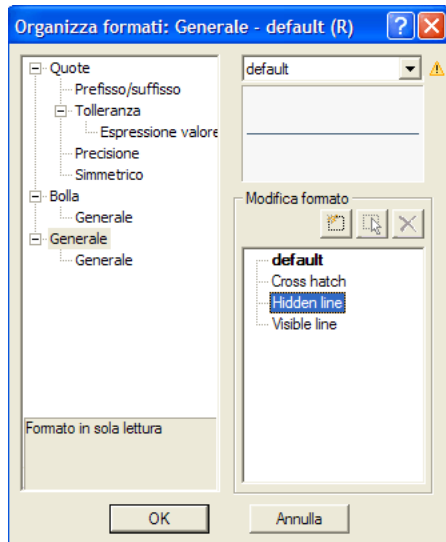 Organizza formati: Generale - default (R)
Quote
Prefisso/suffisso
Tolleranza
Espressione valore
Precisione
Simmetrico
Bolla
Generale
Generale
Generale
Formato in sola lettura
default
Modifica formato
default
Cross hatch
Hidden line
Visible line
OK
Annulla